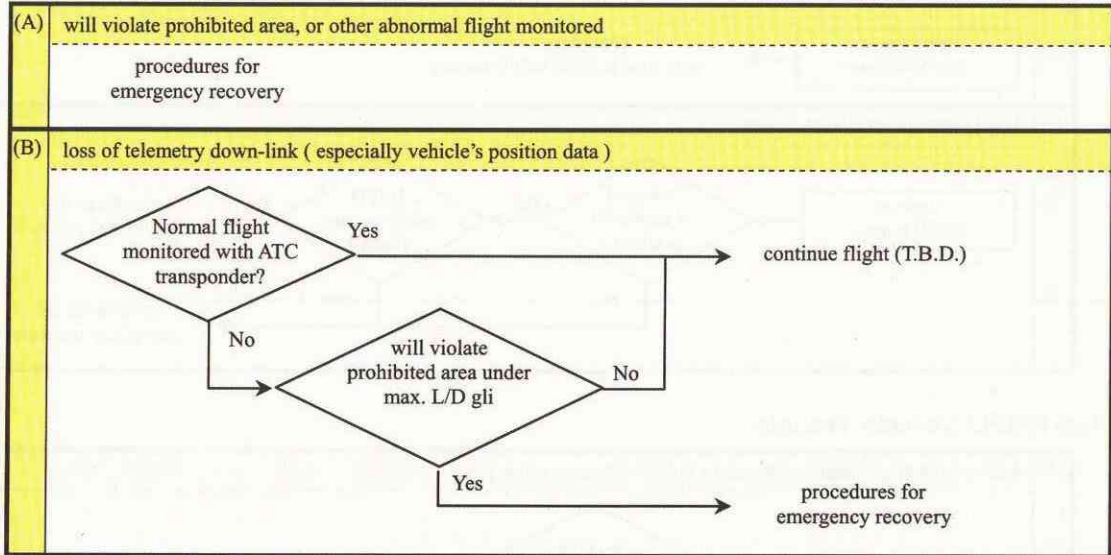 (A) will violate prohibited area, or other abnormal flight monitored
procedures for
emergency recovery
(B) loss of telemetry down-link ( especially vehicle's position data )
Normal flight
monitored with ATC
transponder?
Yes
continue flight (T.B.D.)
No
will violate
prohibited area under
max. L/D gli
No
Yes
procedures for
emergency recovery